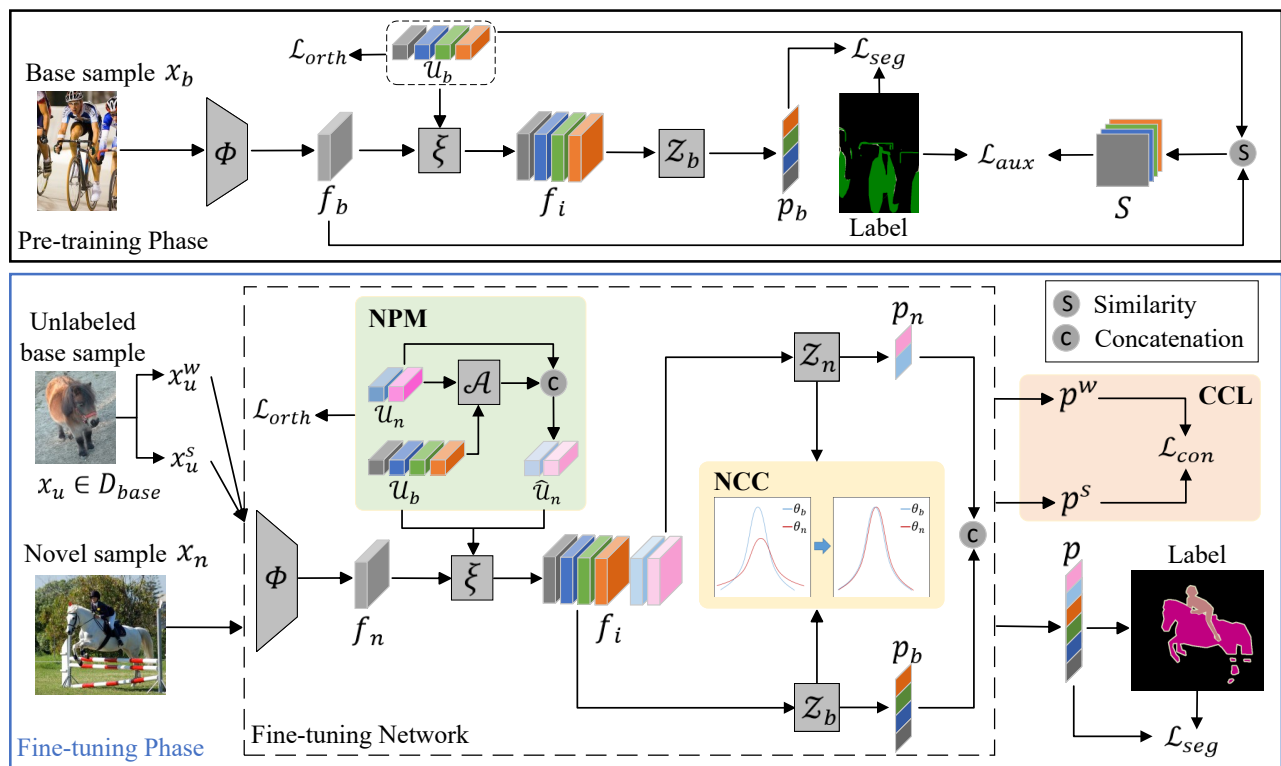 ℒ_orth
𝒰_b
ℒ_seg
Base sample x_b
Φ
ξ
𝒵_b
ℒ_aux
S
f_b
f_i
p_b
Label
S
Pre-training Phase
Unlabeled
base sample
x_u^w
x_u^s
x_u ∈ D_base
Novel sample x_n
Φ
f_n
ℒ_orth
NPM
𝒰_n
𝒜
C
𝒰_b
𝒰̂_n
ξ
f_i
𝒵_n
p_n
NCC
θ_b
θ_n
θ_b
θ_n
C
𝒵_b
p_b
Fine-tuning Network
S Similarity
C Concatenation
CCL
p^w
ℒ_con
p^s
p
Label
ℒ_seg
Fine-tuning Phase